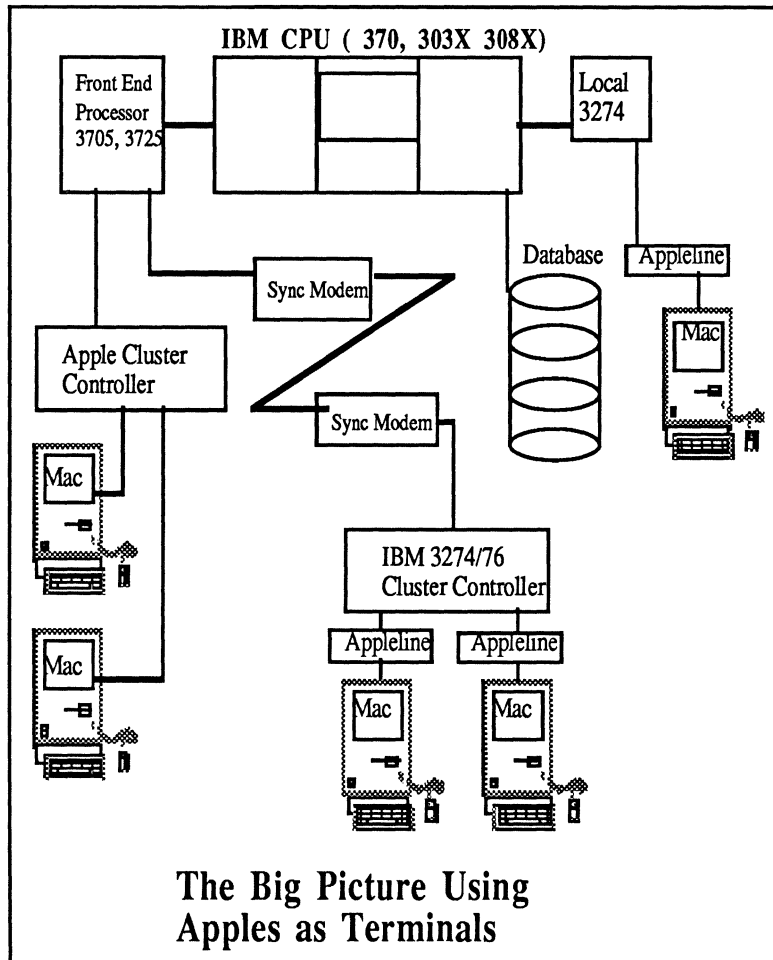 IBM CPU ( 370, 303X 308X)
Front End
Processor
3705, 3725
Local
3274
Database
Appleline
Sync Modem
Mac
Apple Cluster
Controller
Sync Modem
Mac
IBM 3274/76
Cluster Controller
Appleline
Appleline
Mac
Mac
Mac
The Big Picture Using
Apples as Terminals